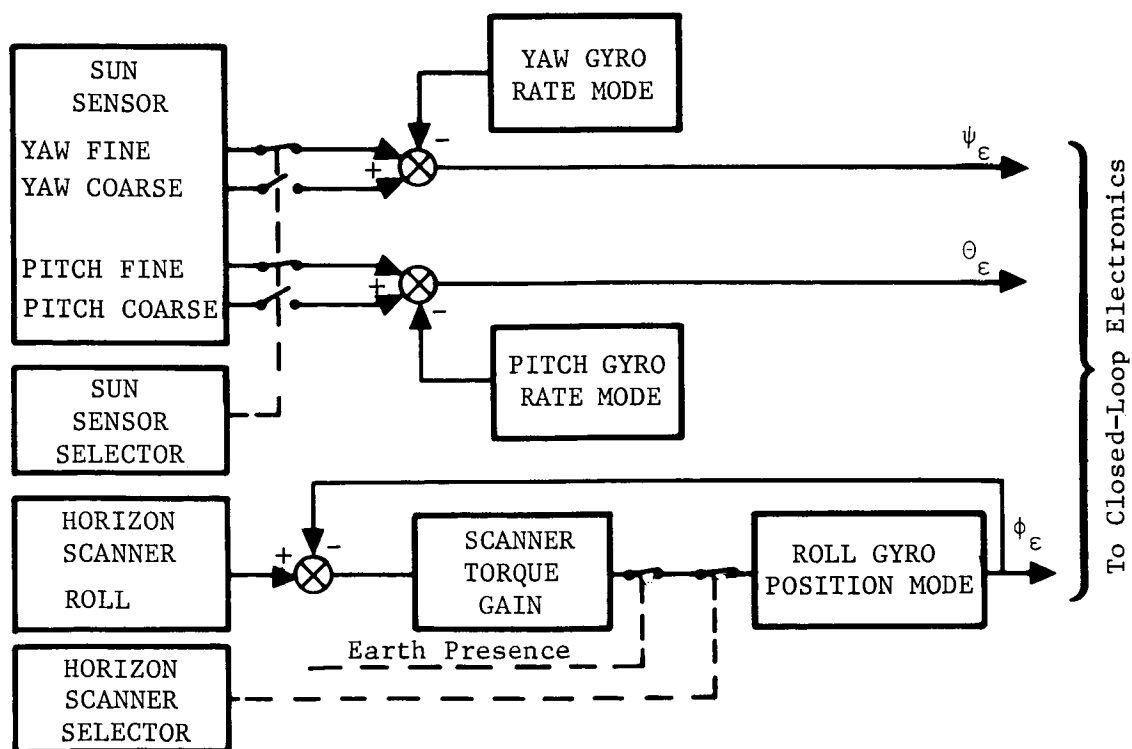 SUN
SENSOR
YAW FINE
YAW COARSE
PITCH FINE
PITCH COARSE
YAW GYRO
RATE MODE
+
-
ψε
+
-
θε
PITCH GYRO
RATE MODE
SUN
SENSOR
SELECTOR
HORIZON
SCANNER
ROLL
+
-
SCANNER
TORQUE
GAIN
ROLL GYRO
POSITION MODE
ϕε
Earth Presence
HORIZON
SCANNER
SELECTOR
To Closed-Loop Electronics